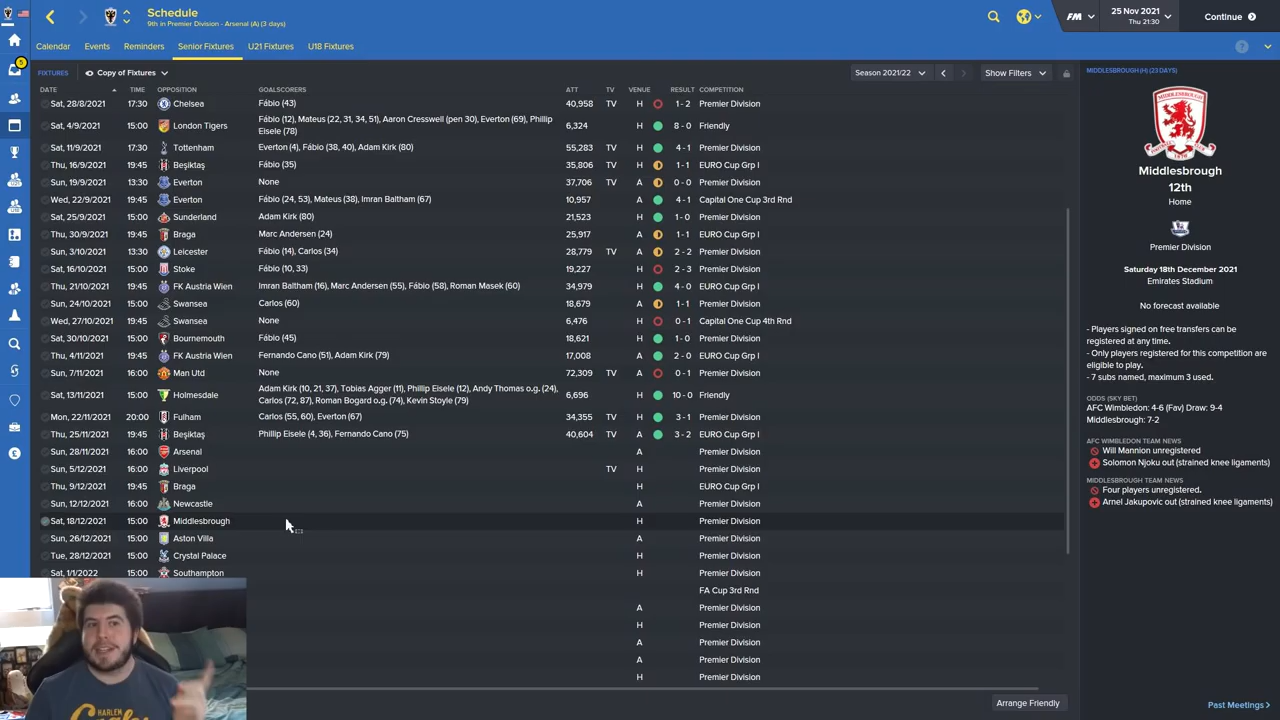 Schedule
9th in Premier Division - Arsenal (A) (3 days)
FM
25 Nov 2021
Thu 21:30
Continue
Calendar Events Reminders Senior Fixtures U21 Fixtures U18 Fixtures
5
FIXTURES Copy of Fixtures Season 2021/22 Show Filters
DATE TIME OPPOSITION GOALSCORERS ATT TV VENUE RESULT COMPETITION
Sat, 28/8/2021 17:30 Chelsea Fábio (43) 40,958 TV H 1 - 2 Premier Division
Sat, 4/9/2021 15:00 London Tigers Fábio (12), Mateus (22, 31, 34, 51), Aaron Cresswell (pen 30), Everton (69), Phillip Eisele (78) 6,324 H 8 - 0 Friendly
Sat, 11/9/2021 17:30 Tottenham Everton (4), Fábio (38, 40), Adam Kirk (80) 55,283 TV H 4 - 1 Premier Division
Thu, 16/9/2021 19:45 Beşiktaş Fábio (35) 35,806 TV H 1 - 1 EURO Cup Grp I
Sun, 19/9/2021 13:30 Everton None 37,706 TV A 0 - 0 Premier Division
Wed, 22/9/2021 19:45 Everton Fábio (24, 53), Mateus (38), Imran Baltham (67) 10,957 A 4 - 1 Capital One Cup 3rd Rnd
Sat, 25/9/2021 15:00 Sunderland Adam Kirk (80) 21,523 H 1 - 0 Premier Division
Thu, 30/9/2021 19:45 Braga Marc Andersen (24) 25,917 A 1 - 1 EURO Cup Grp I
Sun, 3/10/2021 13:30 Leicester Fábio (14), Carlos (34) 28,779 TV A 2 - 2 Premier Division
Sat, 16/10/2021 15:00 Stoke Fábio (10, 33) 19,227 H 2 - 3 Premier Division
Thu, 21/10/2021 19:45 FK Austria Wien Imran Baltham (16), Marc Andersen (55), Fábio (58), Roman Masek (60) 34,979 H 4 - 0 EURO Cup Grp I
Sun, 24/10/2021 15:00 Swansea Carlos (60) 18,679 A 1 - 1 Premier Division
Wed, 27/10/2021 19:45 Swansea None 6,476 H 0 - 1 Capital One Cup 4th Rnd
Sat, 30/10/2021 15:00 Bournemouth Fábio (45) 18,621 H 1 - 0 Premier Division
Thu, 4/11/2021 19:45 FK Austria Wien Fernando Cano (51), Adam Kirk (79) 17,008 A 2 - 0 EURO Cup Grp I
Sun, 7/11/2021 16:00 Man Utd None 72,309 TV A 0 - 1 Premier Division
Sat, 13/11/2021 15:00 Holmesdale Adam Kirk (10, 21, 37), Tobias Agger (11), Phillip Eisele (12), Andy Thomas o.g. (24), Carlos (72, 87), Roman Bogard o.g. (74), Kevin Stoyle (79) 6,696 H 10 - 0 Friendly
Mon, 22/11/2021 20:00 Fulham Carlos (55, 60), Everton (67) 34,355 TV H 3 - 1 Premier Division
Thu, 25/11/2021 19:45 Beşiktaş Phillip Eisele (4, 36), Fernando Cano (75) 40,604 TV A 3 - 2 EURO Cup Grp I
Sun, 28/11/2021 16:00 Arsenal A Premier Division
Sun, 5/12/2021 16:00 Liverpool TV H Premier Division
Thu, 9/12/2021 19:45 Braga H EURO Cup Grp I
Sun, 12/12/2021 16:00 Newcastle A Premier Division
Sat, 18/12/2021 15:00 Middlesbrough H Premier Division
Sun, 26/12/2021 15:00 Aston Villa A Premier Division
Tue, 28/12/2021 15:00 Crystal Palace H Premier Division
Sat, 1/1/2022 15:00 Southampton H Premier Division
FA Cup 3rd Rnd
A Premier Division
H Premier Division
A Premier Division
A Premier Division
H Premier Division
Arrange Friendly
MIDDLESBROUGH (H) (23 DAYS)
Middlesbrough
12th
Home
Premier Division
Saturday 18th December 2021
Emirates Stadium
No forecast available
- Players signed on free transfers can be
registered at any time.
- Only players registered for this competition are
eligible to play.
- 7 subs named, maximum 3 used.
ODDS (SKY BET)
AFC Wimbledon: 4-6 (Fav) Draw: 9-4
Middlesbrough: 7-2
AFC WIMBLEDON TEAM NEWS
Will Mannion unregistered
Solomon Njoku out (strained knee ligaments)
MIDDLESBROUGH TEAM NEWS
Four players unregistered.
Arnel Jakupovic out (strained knee ligaments)
Past Meetings >
HARLEM